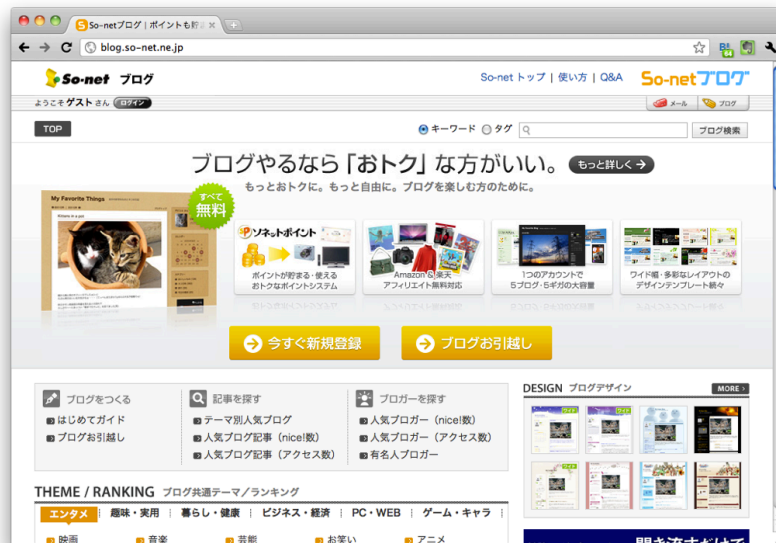 So-netブログ | ポイントも貯ま
blog.so-net.ne.jp
So-net ブログ
So-net トップ | 使い方 | Q&A
So-netブログ
ようこそ ゲスト さん ログイン
メール ブログ
TOP
キーワード タグ
ブログ検索
ブログやるなら「おトク」な方がいい。 もっと詳しく
もっとおトクに。もっと自由に。ブログを楽しむ方のために。
My Favorite Things
すべて
無料
ソネットポイント
ポイントが貯まる・使える
おトクなポイントシステム
Amazon & 楽天
アフィリエイト無料対応
1つのアカウントで
5ブログ・5ギガの大容量
ワイド幅・多彩なレイアウトの
デザインテンプレート続々
今すぐ新規登録
ブログお引越し
ブログをつくる
はじめてガイド
ブログお引越し
記事を探す
テーマ別人気ブログ
人気ブログ記事（nice!数）
人気ブログ記事（アクセス数）
ブロガーを探す
人気ブロガー（nice!数）
人気ブロガー（アクセス数）
有名人ブロガー
DESIGN ブログデザイン MORE
THEME / RANKING ブログ共通テーマ／ランキング
エンタメ 趣味・実用 暮らし・健康 ビジネス・経済 PC・WEB ゲーム・キャラ
映画 音楽 芸能 お笑い アニメ
聞き流すだけで